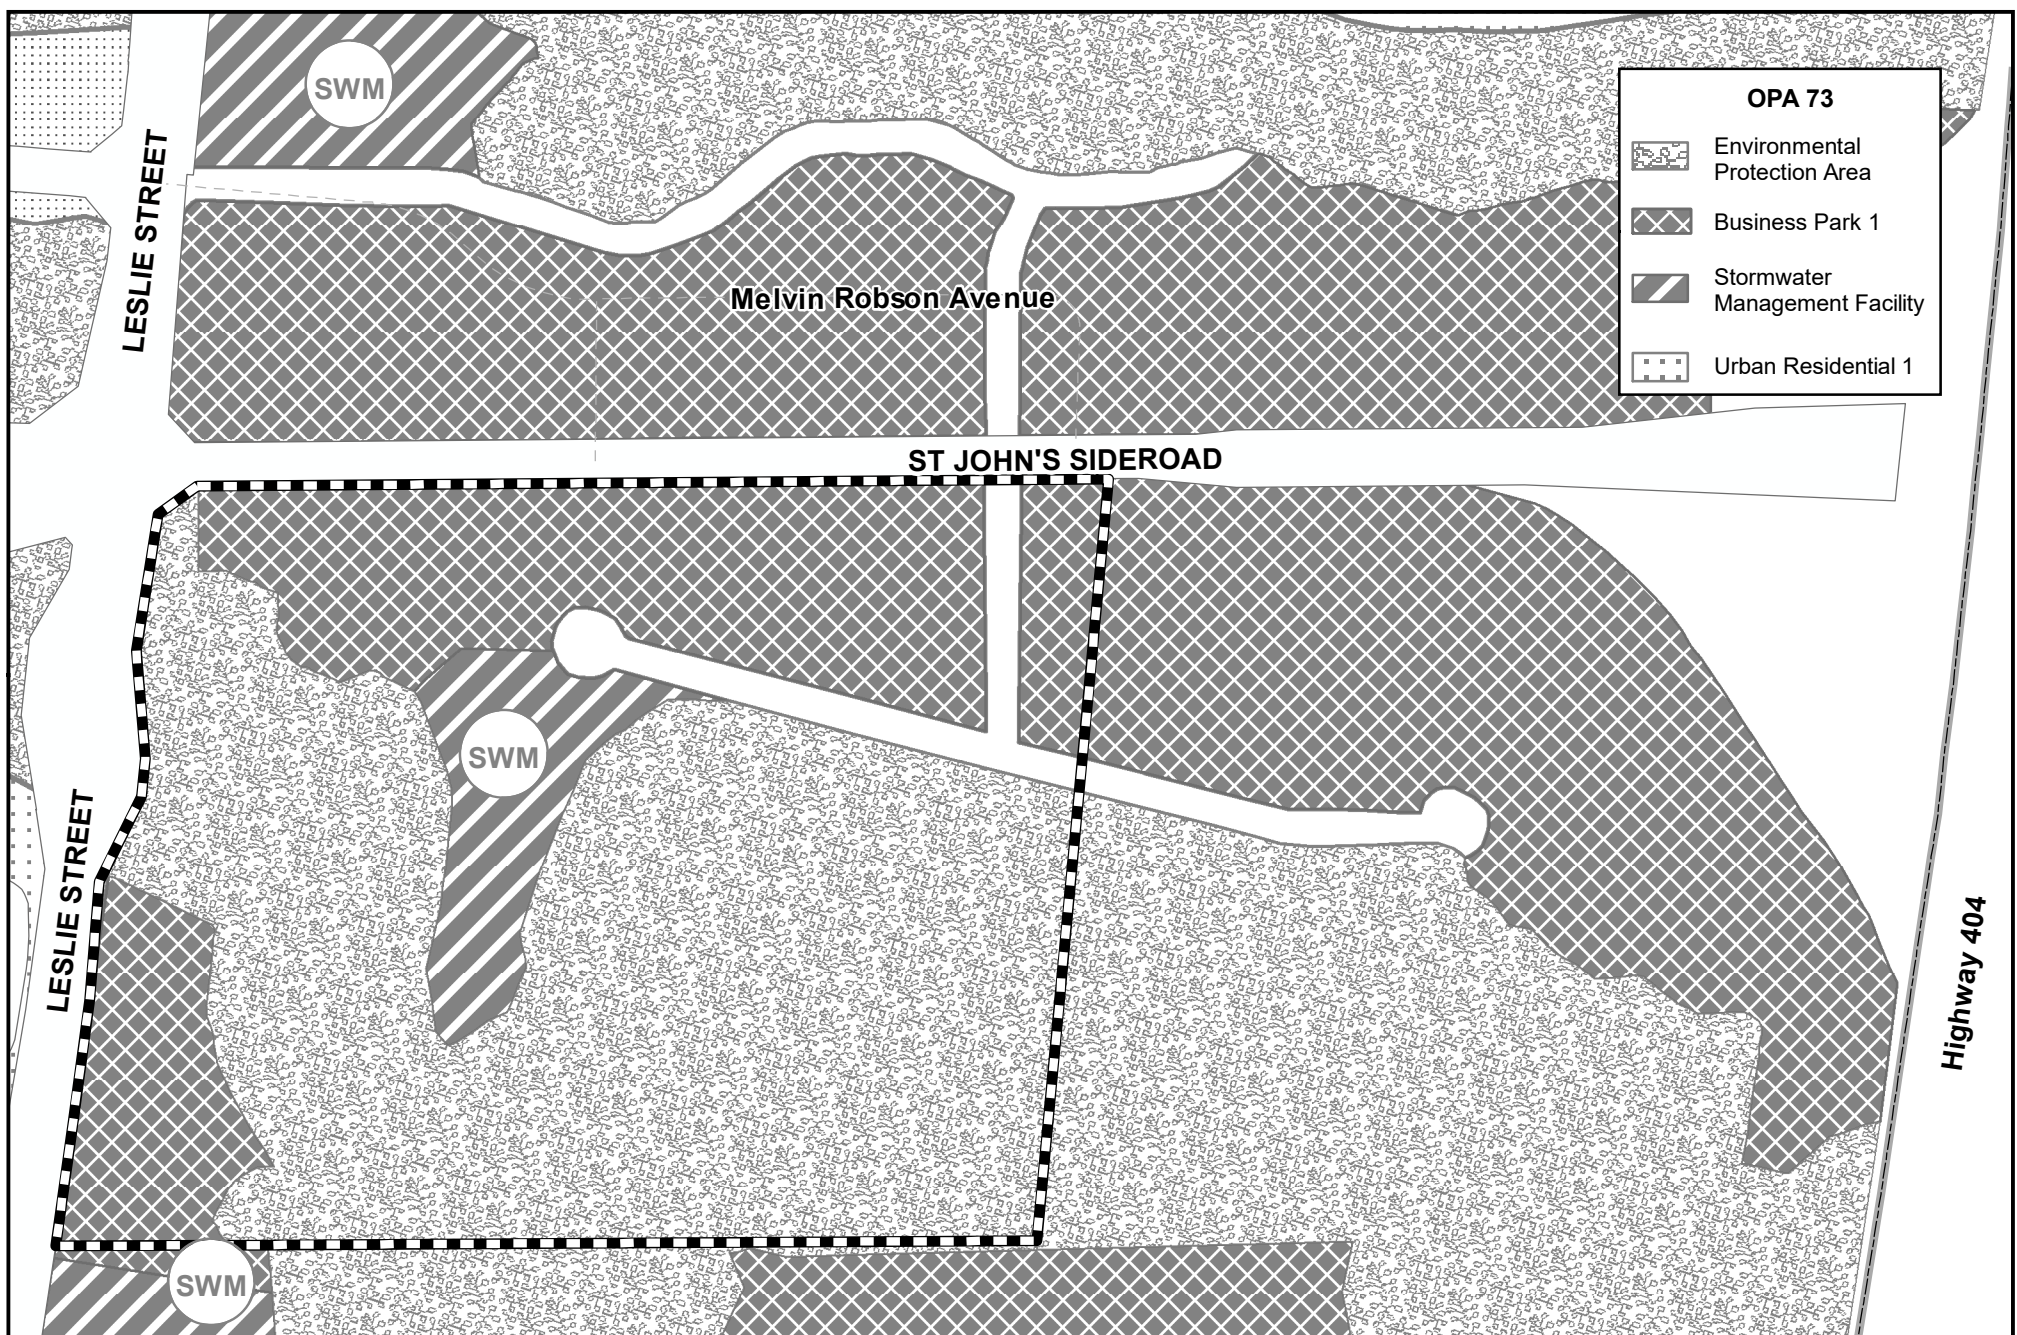 SWM
OPA 73
Environmental
Protection Area
Business Park 1
Stormwater
Management Facility
Urban Residential 1
LESLIE STREET
Melvin Robson Avenue
ST JOHN'S SIDEROAD
SWM
LESLIE STREET
Highway 404
SWM